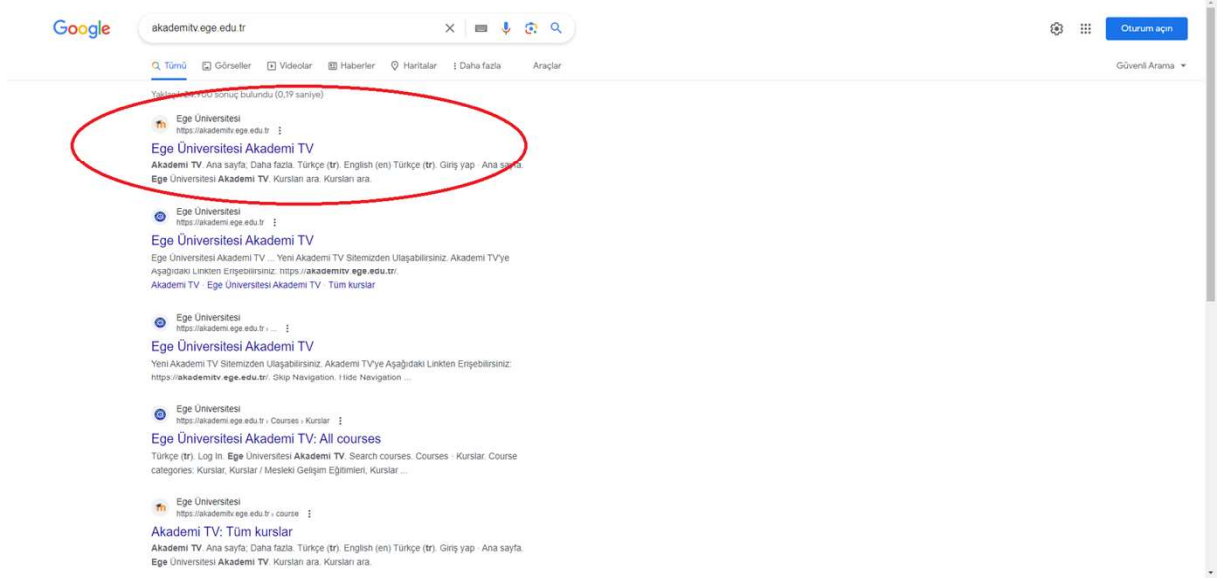 Google
akademitv.ege.edu.tr
Oturum açın
Tümü Görseller Videolar Haberler Haritalar Daha fazla Araçlar
Güvenli Arama
sonuç bulundu (0,19 saniye)
Ege Üniversitesi
https://akademitv.ege.edu.tr
Ege Üniversitesi Akademi TV
Akademi TV. Ana sayfa; Daha fazla. Türkçe (tr). English (en) Türkçe (tr). Giriş yap · Ana sayfa.
Ege Üniversitesi Akademi TV. Kursları ara. Kursları ara.
Ege Üniversitesi
https://akademi.ege.edu.tr
Ege Üniversitesi Akademi TV
Ege Üniversitesi Akademi TV ... Yeni Akademi TV Sitemizden Ulaşabilirsiniz. Akademi TV'ye
Aşağıdaki Linkten Erişebilirsiniz: https://akademitv.ege.edu.tr/.
Akademi TV · Ege Üniversitesi Akademi TV · Tüm kurslar
Ege Üniversitesi
https://akademi.ege.edu.tr › ...
Ege Üniversitesi Akademi TV
Yeni Akademi TV Sitemizden Ulaşabilirsiniz. Akademi TV'ye Aşağıdaki Linkten Erişebilirsiniz:
https://akademitv.ege.edu.tr/. Skip Navigation. Hide Navigation ...
Ege Üniversitesi
https://akademi.ege.edu.tr › Courses › Kurslar
Ege Üniversitesi Akademi TV: All courses
Türkçe (tr). Log In. Ege Üniversitesi Akademi TV. Search courses. Courses · Kurslar. Course
categories: Kurslar, Kurslar / Mesleki Gelişim Eğitimleri, Kurslar ...
Ege Üniversitesi
https://akademitv.ege.edu.tr › course
Akademi TV: Tüm kurslar
Akademi TV. Ana sayfa; Daha fazla. Türkçe (tr). English (en) Türkçe (tr). Giriş yap · Ana sayfa.
Ege Üniversitesi Akademi TV. Kursları ara. Kursları ara.